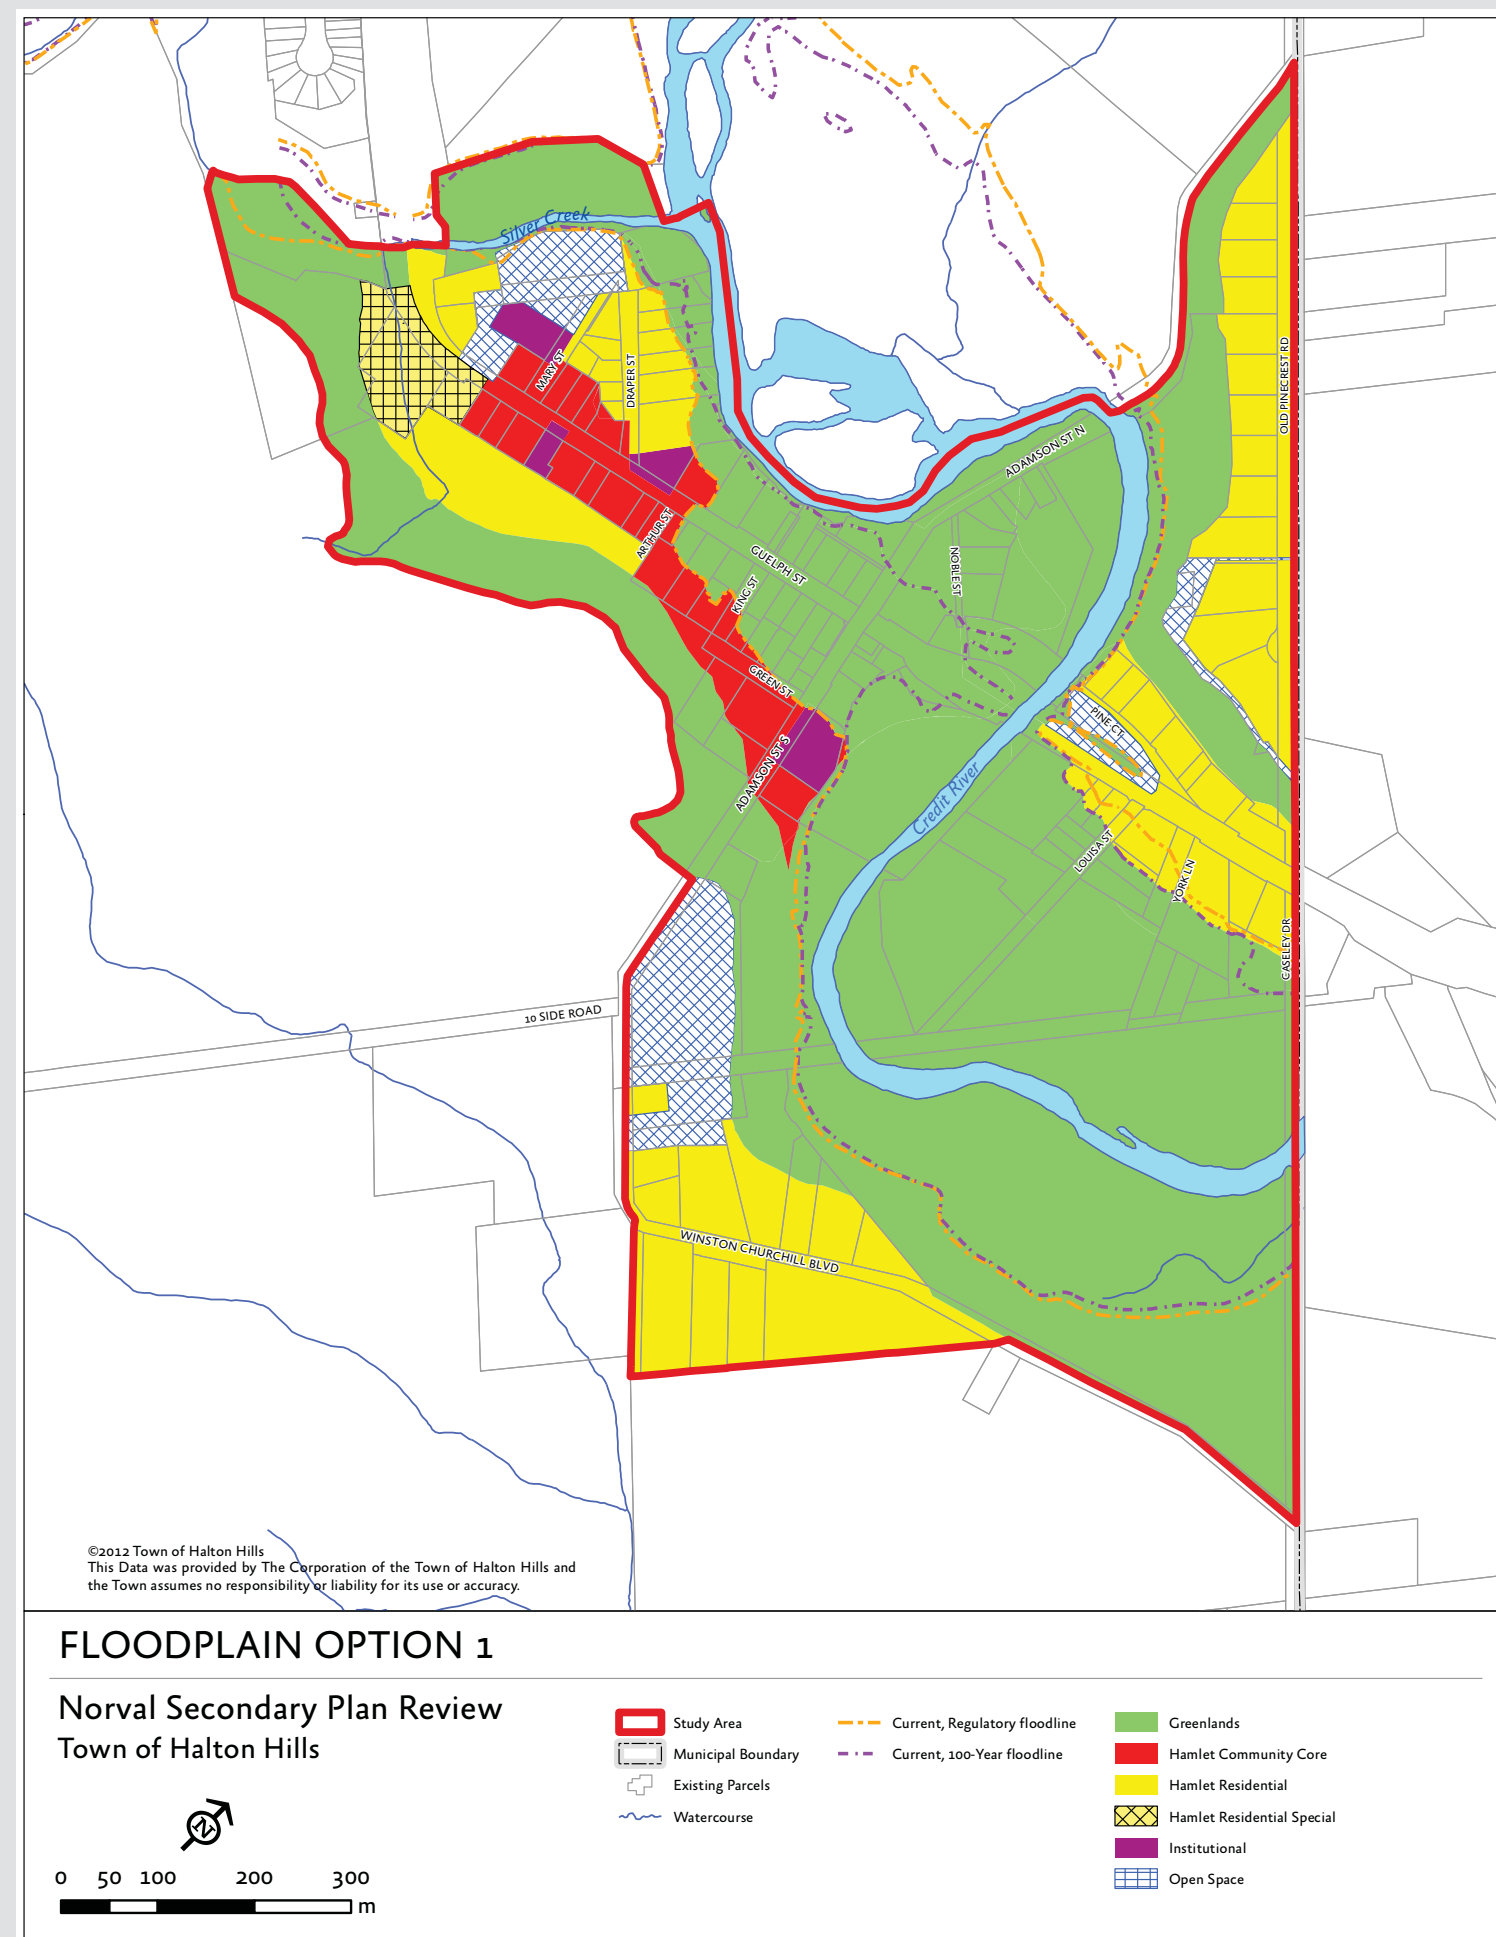 Silver Creek
MARY ST
DRAPER ST
OLD PINECREST RD
ADAMSON ST N
ARTHUR ST
GUELPH ST
NOBLE ST
KING ST
GREEN ST
PINE CT
ADAMSON ST S
Credit River
LOUISA ST
YORK LN
CASELEY DR
10 SIDE ROAD
WINSTON CHURCHILL BLVD
©2012 Town of Halton Hills
This Data was provided by The Corporation of the Town of Halton Hills and
the Town assumes no responsibility or liability for its use or accuracy.
FLOODPLAIN OPTION 1
Norval Secondary Plan Review
Town of Halton Hills
N
0 50 100 200 300
m
Study Area
Municipal Boundary
Existing Parcels
Watercourse
Current, Regulatory floodline
Current, 100-Year floodline
Greenlands
Hamlet Community Core
Hamlet Residential
Hamlet Residential Special
Institutional
Open Space